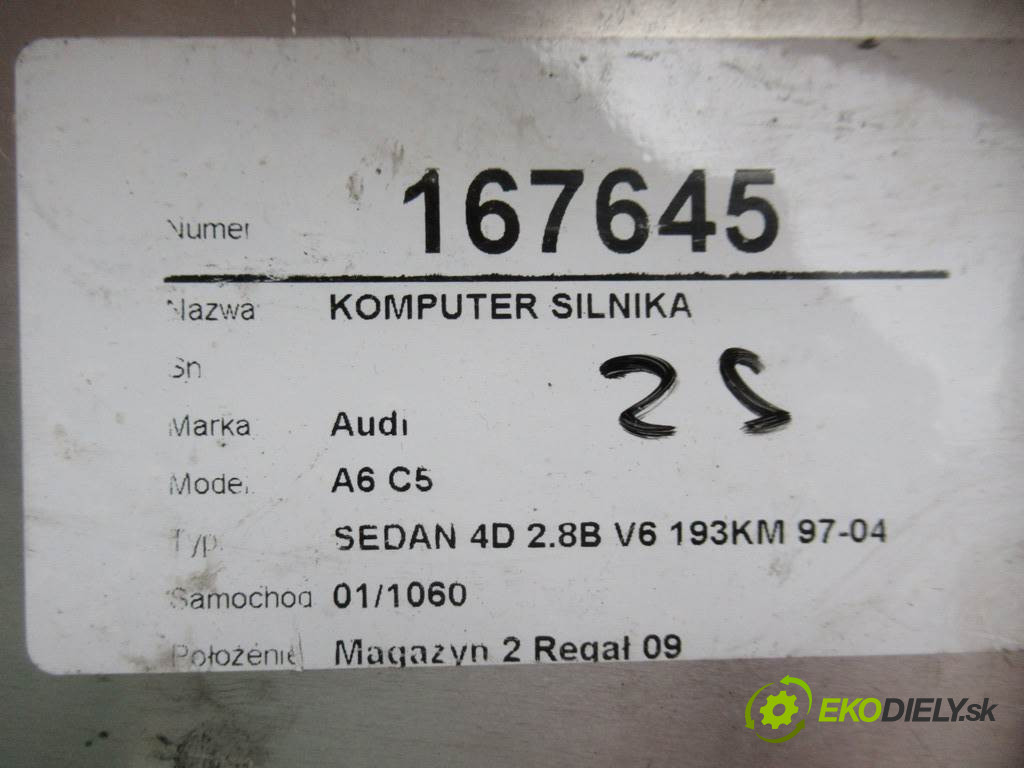 Numer 167645
Nazwa KOMPUTER SILNIKA
Sn
25
Marka Audi
Model A6 C5
Typ SEDAN 4D 2.8B V6 193KM 97-04
Samochod 01/1060
Położenie Magazyn 2 Regał 09
EKODIELY.sk